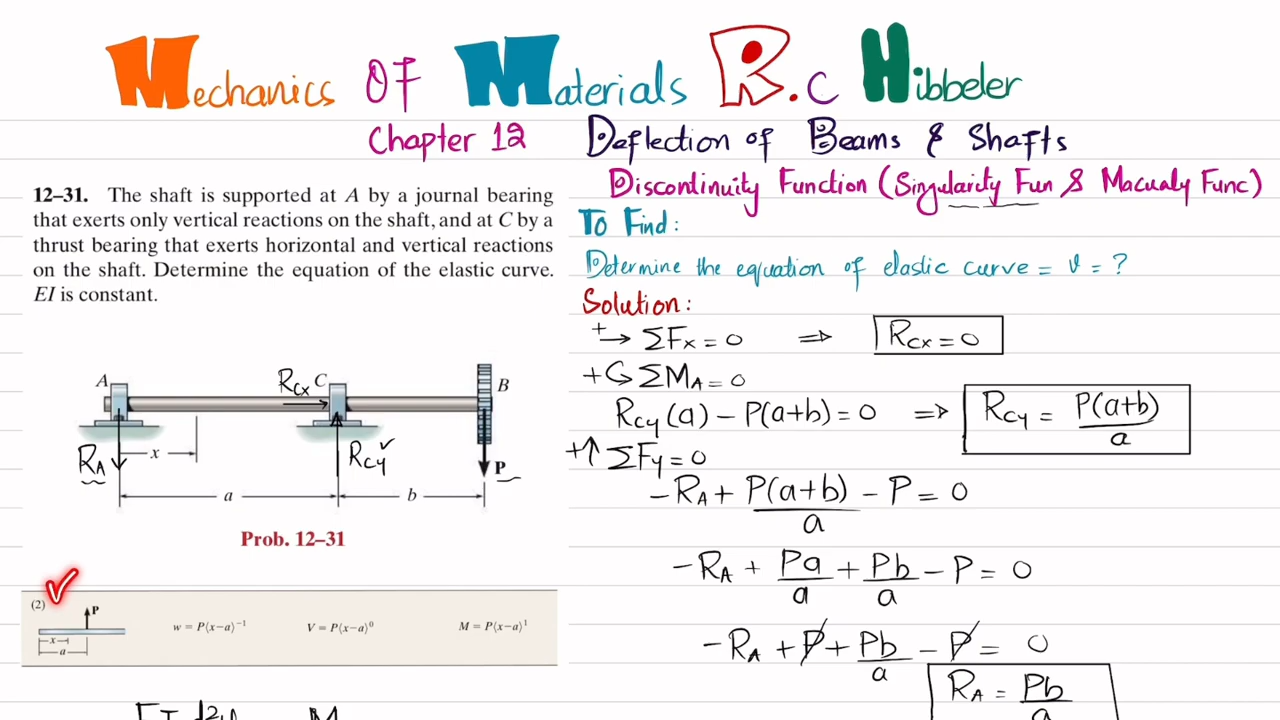 Mechanics OF Materials R.C Hibbeler
Chapter 12 Deflection of Beams & Shafts
Discontinuity Function (Singularity Fun & Macualy Func)
12–31. The shaft is supported at A by a journal bearing
that exerts only vertical reactions on the shaft, and at C by a
thrust bearing that exerts horizontal and vertical reactions
on the shaft. Determine the equation of the elastic curve.
EI is constant.
A
RCx C
B
RA
x
RCy
P
a
b
Prob. 12–31
(2)
P
x
a
w = P⟨x−a⟩⁻¹ V = P⟨x−a⟩⁰ M = P⟨x−a⟩¹
To Find:
Determine the equation of elastic curve = v = ?
Solution:
+→ ΣFx = 0 ⇒ RCx = 0
+↺ ΣMA = 0
RCy (a) − P(a+b) = 0 ⇒ RCy = P(a+b)/a
+↑ ΣFy = 0
−RA + P(a+b)/a − P = 0
−RA + Pa/a + Pb/a − P = 0
−RA + P + Pb/a − P = 0
RA = Pb/a